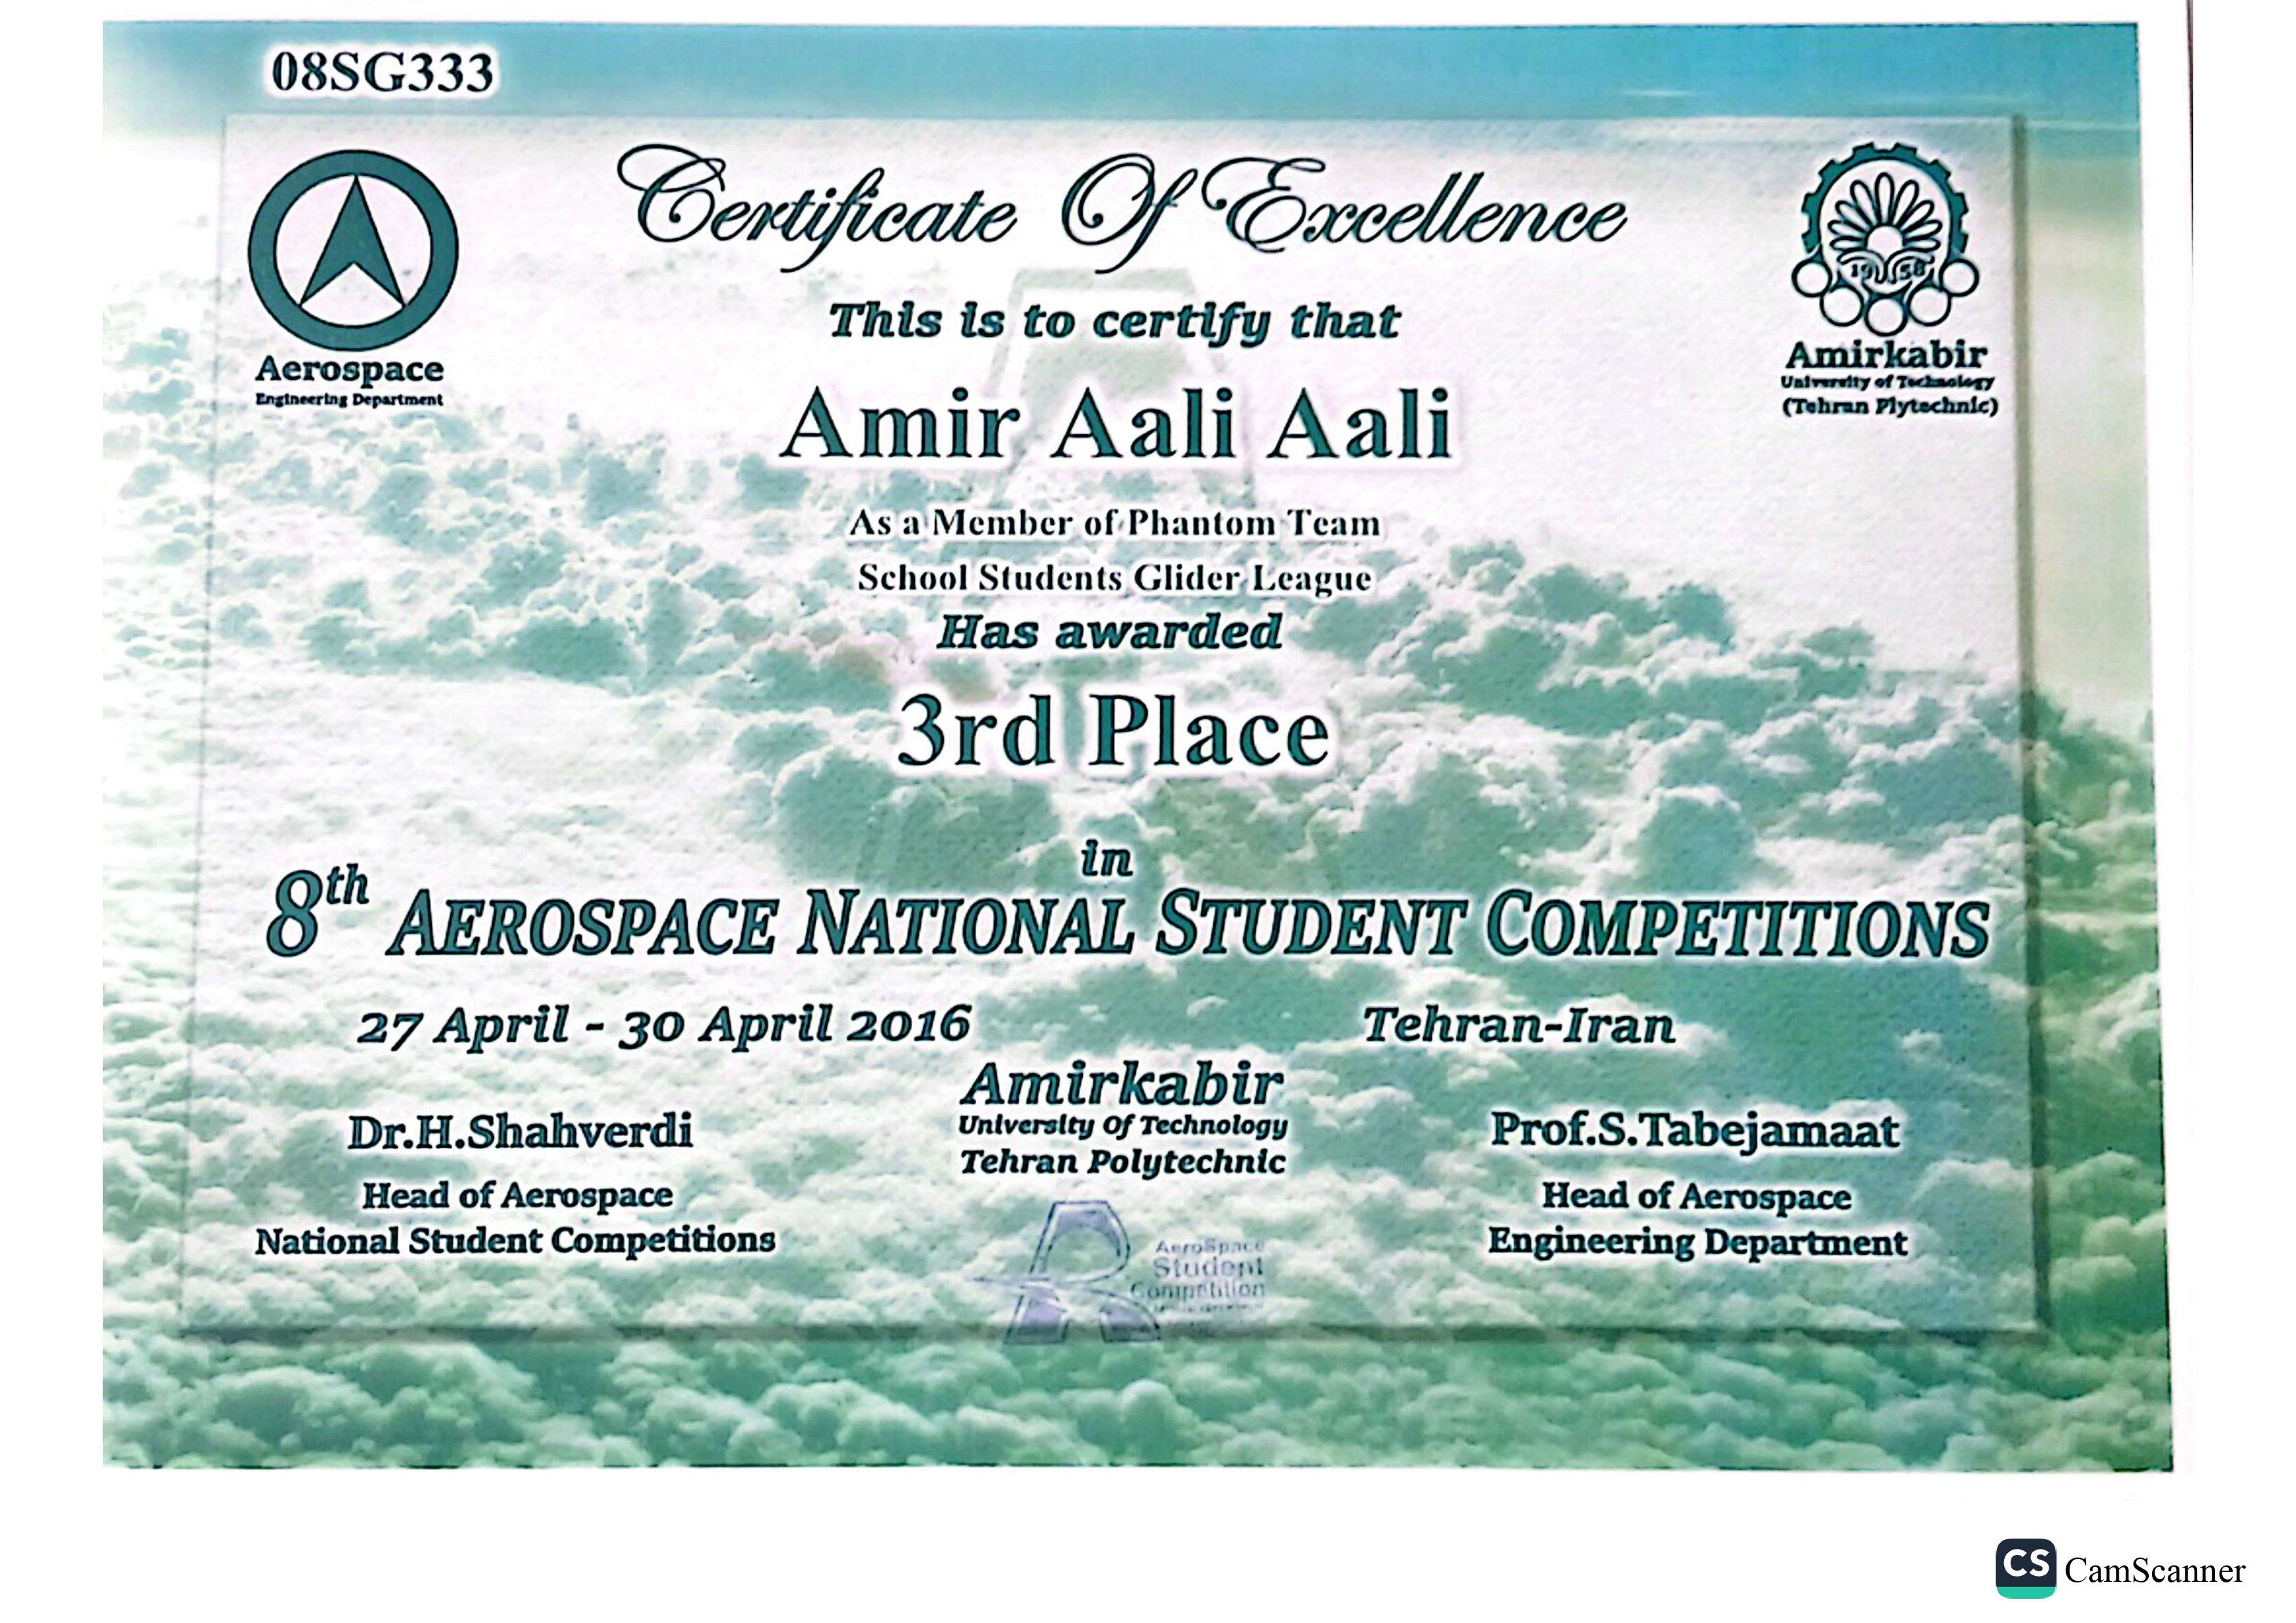 08SG333
Certificate Of Excellence
Aerospace
Engineering Department
1958
Amirkabir
University of Technology
(Tehran Plytechnic)
This is to certify that
Amir Aali Aali
As a Member of Phantom Team
School Students Glider League
Has awarded
3rd Place
in
8th AEROSPACE NATIONAL STUDENT COMPETITIONS
27 April - 30 April 2016
Tehran-Iran
Amirkabir
University Of Technology
Tehran Polytechnic
Dr.H.Shahverdi
Head of Aerospace
National Student Competitions
Prof.S.Tabejamaat
Head of Aerospace
Engineering Department
AeroSpace
Student
Competition
CS CamScanner